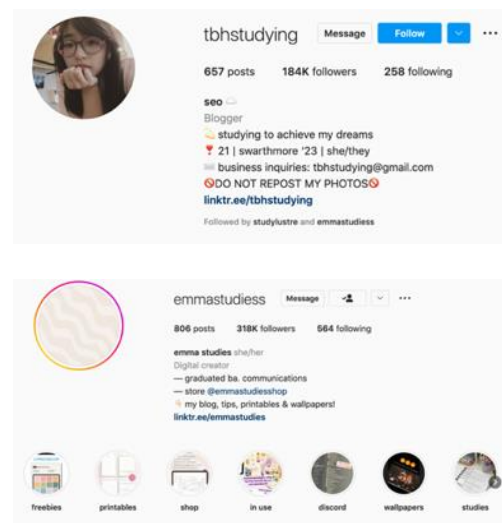 tbhstudying Message Follow
657 posts 184K followers 258 following
seo
Blogger
studying to achieve my dreams
21 | swarthmore '23 | she/they
business inquiries: tbhstudying@gmail.com
DO NOT REPOST MY PHOTOS
linktr.ee/tbhstudying
Followed by studylustre and emmastudiess
emmastudiess Message
806 posts 318K followers 564 following
emma studies she/her
Digital creator
— graduated ba. communications
— store @emmastudiesshop
my blog, tips, printables & wallpapers!
linktr.ee/emmastudies
freebies printables shop in use discord wallpapers studies